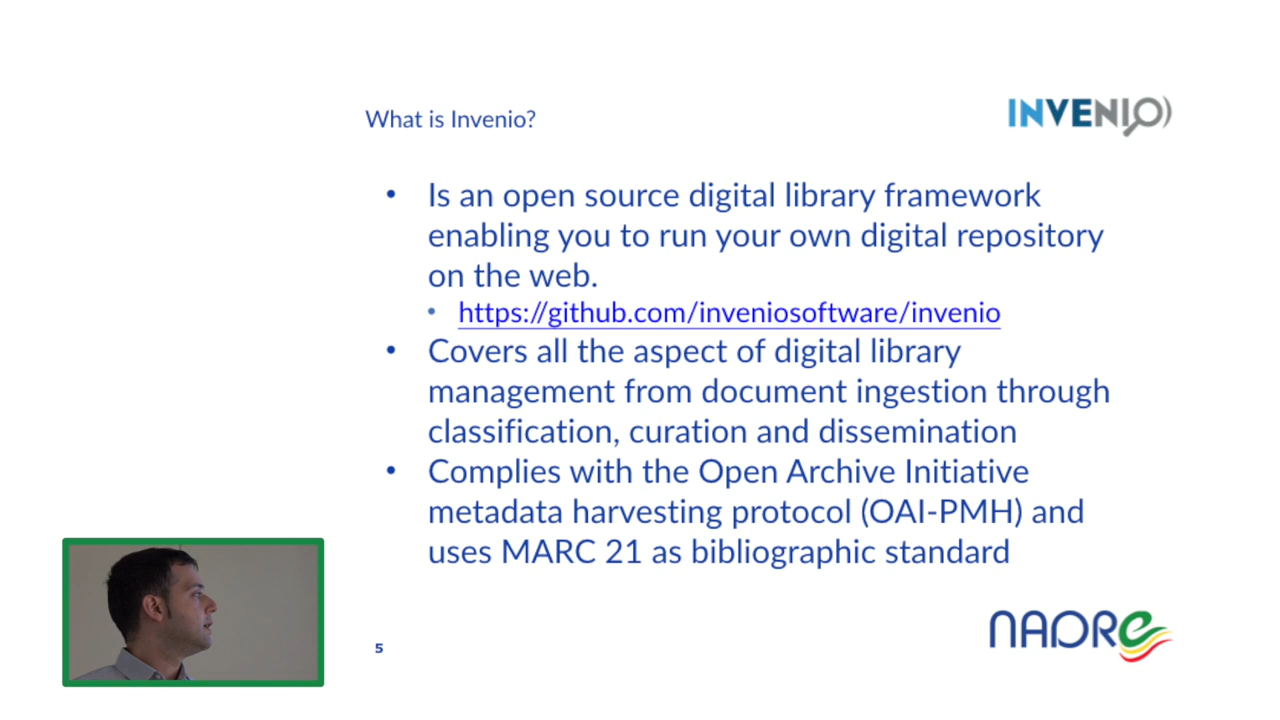 What is Invenio?
INVENIO
• Is an open source digital library framework
enabling you to run your own digital repository
on the web.
• https://github.com/inveniosoftware/invenio
• Covers all the aspect of digital library
management from document ingestion through
classification, curation and dissemination
• Complies with the Open Archive Initiative
metadata harvesting protocol (OAI-PMH) and
uses MARC 21 as bibliographic standard
5
NADRe